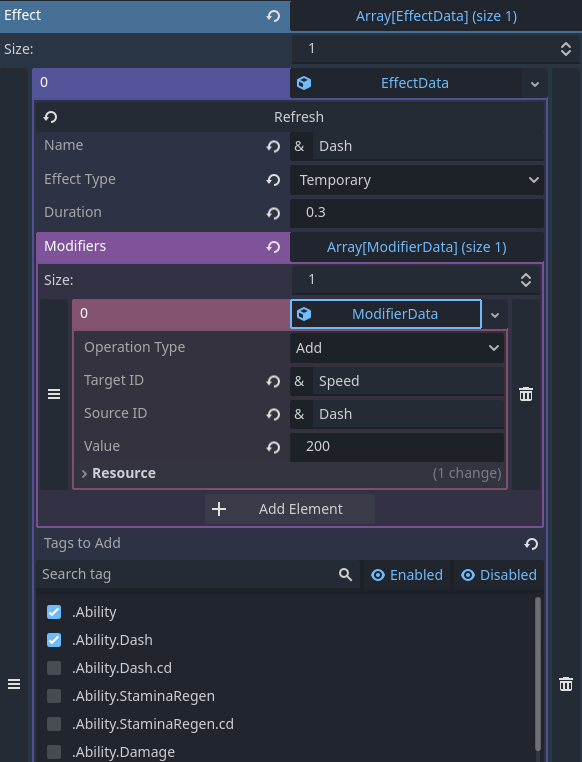 Effect Array[EffectData] (size 1)
Size: 1
0 EffectData
Refresh
Name & Dash
Effect Type Temporary
Duration 0.3
Modifiers Array[ModifierData] (size 1)
Size: 1
0 ModifierData
Operation Type Add
Target ID & Speed
Source ID & Dash
Value 200
Resource (1 change)
+ Add Element
Tags to Add
Search tag Enabled Disabled
.Ability
.Ability.Dash
.Ability.Dash.cd
.Ability.StaminaRegen
.Ability.StaminaRegen.cd
.Ability.Damage